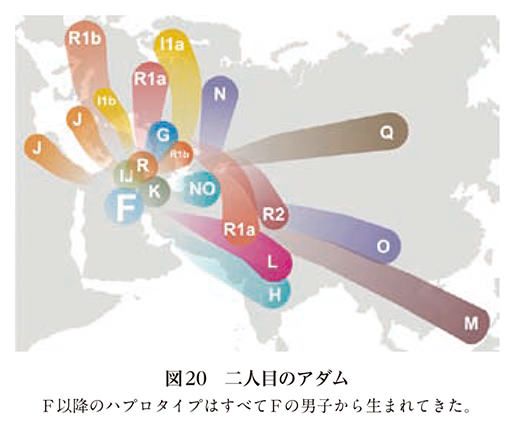 R1b
I1a
R1a
N
I1b
J
J
G
Q
R1b
IJ
R
K
NO
F
R1a
R2
O
L
H
M
図20 二人目のアダム
F以降のハプロタイプはすべてFの男子から生まれてきた。